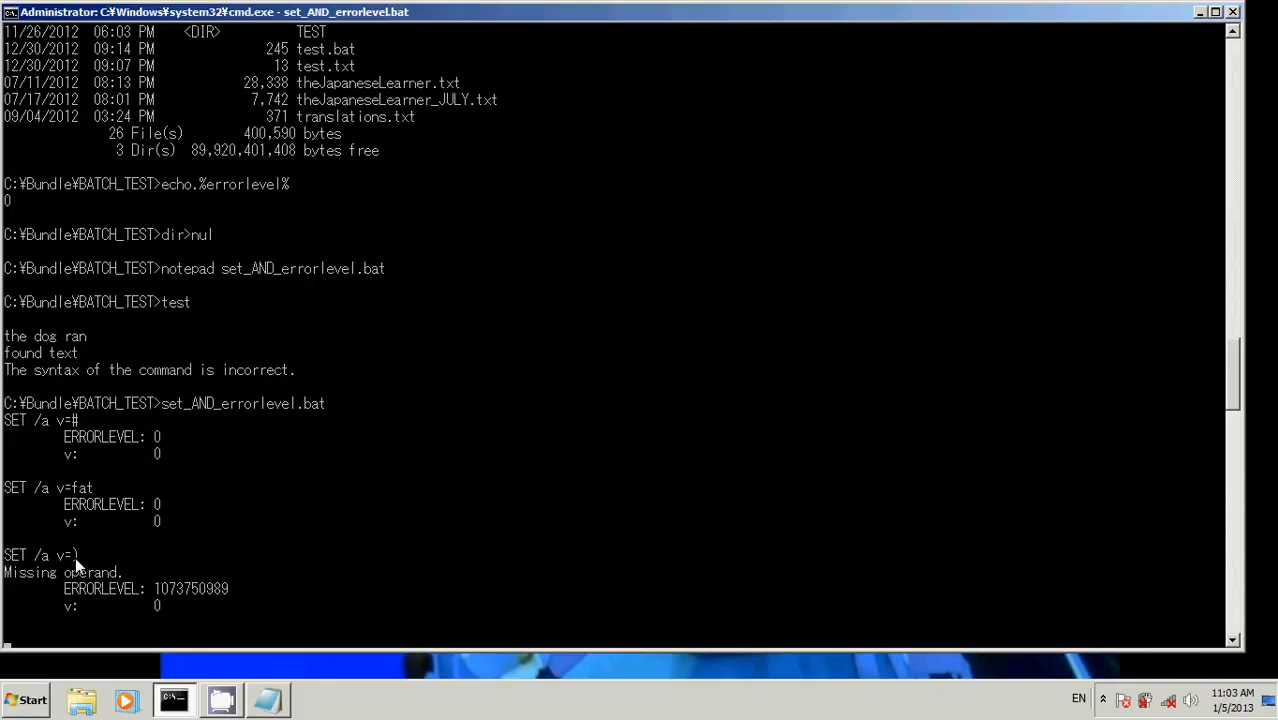 Administrator: C:¥Windows¥system32¥cmd.exe - set_AND_errorlevel.bat
11/26/2012  06:03 PM    <DIR>          TEST
12/30/2012  09:14 PM               245 test.bat
12/30/2012  09:07 PM                13 test.txt
07/11/2012  08:13 PM            28,338 theJapaneseLearner.txt
07/17/2012  08:01 PM             7,742 theJapaneseLearner_JULY.txt
09/04/2012  03:24 PM               371 translations.txt
              26 File(s)        400,590 bytes
               3 Dir(s)  89,920,401,408 bytes free
C:¥Bundle¥BATCH_TEST>echo.%errorlevel%
0
C:¥Bundle¥BATCH_TEST>dir>nul
C:¥Bundle¥BATCH_TEST>notepad set_AND_errorlevel.bat
C:¥Bundle¥BATCH_TEST>test
the dog ran
found text
The syntax of the command is incorrect.
C:¥Bundle¥BATCH_TEST>set_AND_errorlevel.bat
SET /a v=#
        ERRORLEVEL: 0
        v:          0
SET /a v=fat
        ERRORLEVEL: 0
        v:          0
SET /a v=)
Missing operand.
        ERRORLEVEL: 1073750989
        v:          0
Start
EN
11:03 AM
1/5/2013